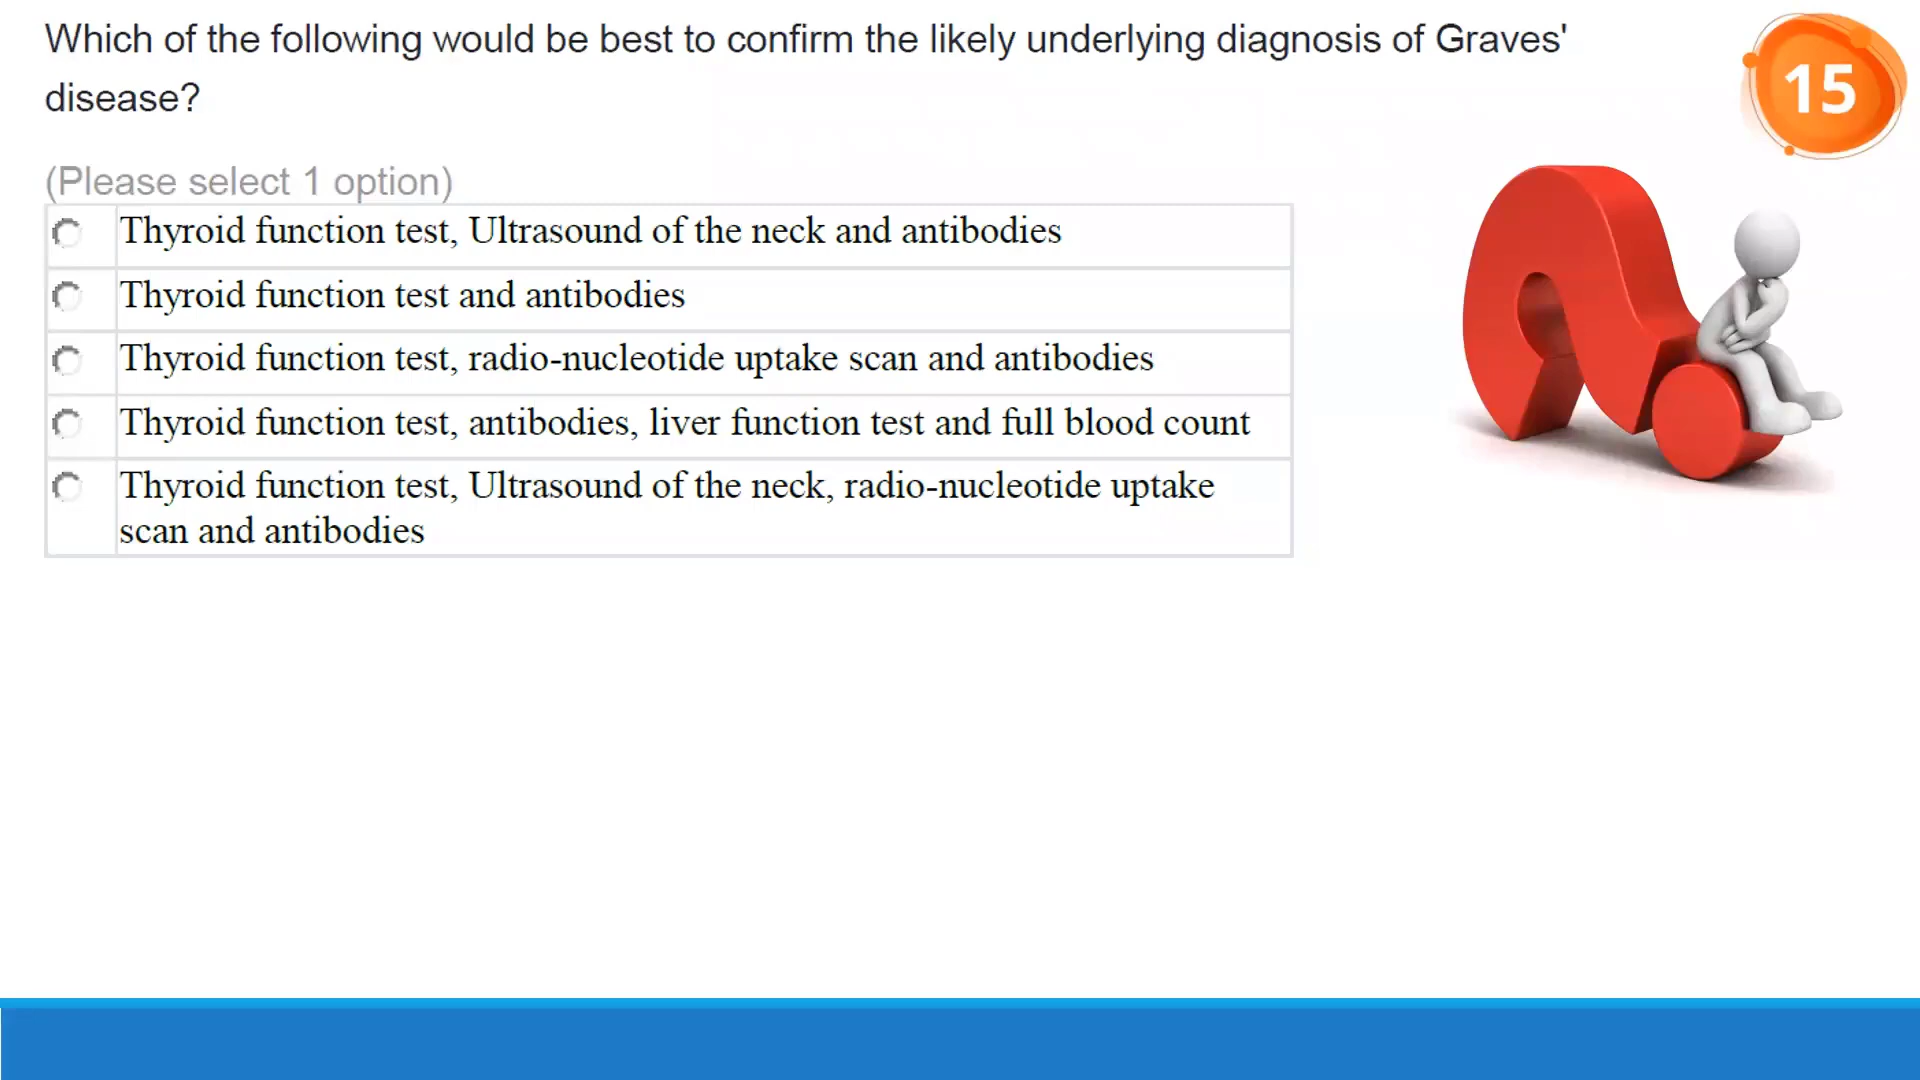 Which of the following would be best to confirm the likely underlying diagnosis of Graves'
disease?
15
(Please select 1 option)
Thyroid function test, Ultrasound of the neck and antibodies
Thyroid function test and antibodies
Thyroid function test, radio-nucleotide uptake scan and antibodies
Thyroid function test, antibodies, liver function test and full blood count
Thyroid function test, Ultrasound of the neck, radio-nucleotide uptake
scan and antibodies